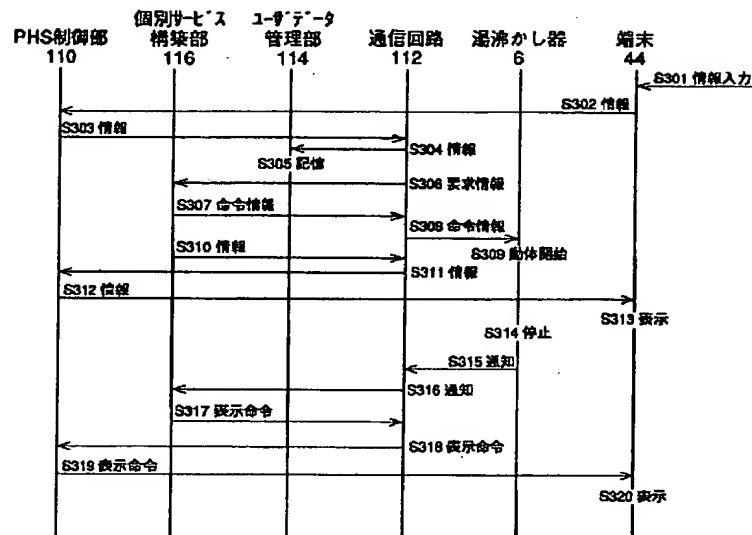 個別サービス ユーザデータ
PHS制御部 構築部 管理部 通信回路 湯沸かし器 端末
110 116 114 112 6 44
S301 情報入力
S302 情報
S303 情報
S304 情報
S305 記憶
S306 要求情報
S307 命令情報
S308 命令情報
S309 動体開始
S310 情報
S311 情報
S312 情報
S313 表示
S314 停止
S315 通知
S316 通知
S317 表示命令
S318 表示命令
S319 表示命令
S320 表示